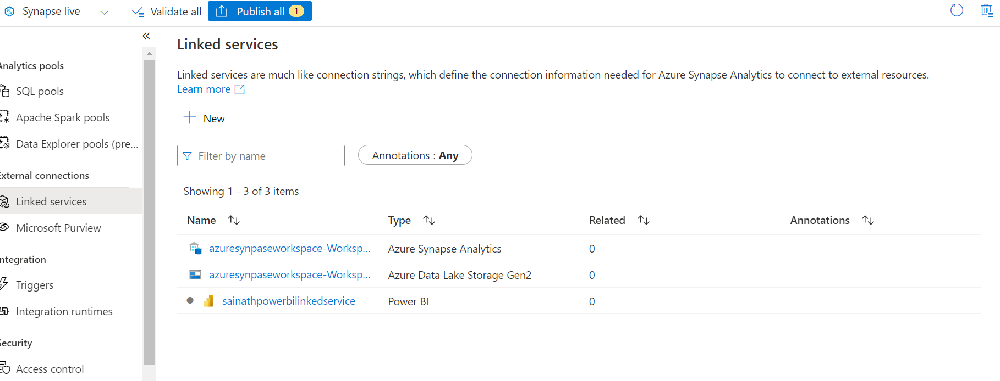 Synapse live
Validate all
Publish all 1
«
Analytics pools
SQL pools
Apache Spark pools
Data Explorer pools (pre...
External connections
Linked services
Microsoft Purview
Integration
Triggers
Integration runtimes
Security
Access control
Linked services
Linked services are much like connection strings, which define the connection information needed for Azure Synapse Analytics to connect to external resources.
Learn more
New
Filter by name
Annotations : Any
Showing 1 - 3 of 3 items
Name Type Related Annotations
azuresynpaseworkspace-Worksp... Azure Synapse Analytics 0
azuresynpaseworkspace-Worksp... Azure Data Lake Storage Gen2 0
sainathpowerbilinkedservice Power BI 0